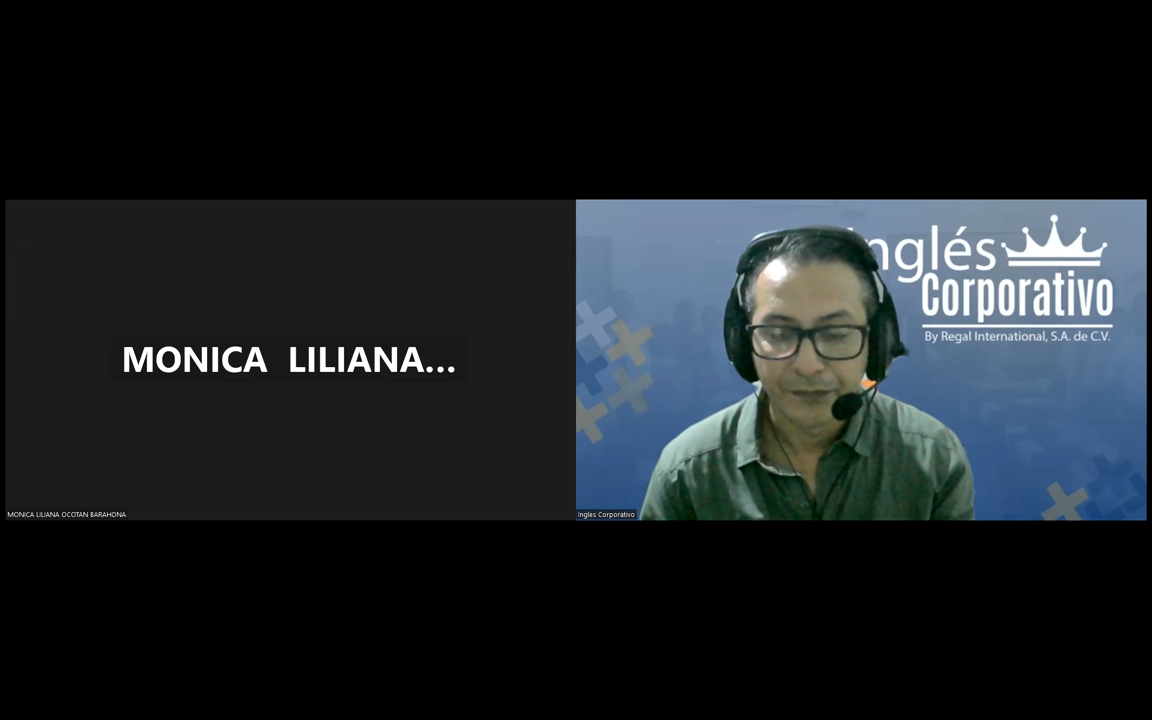 MONICA LILIANA...
MONICA LILIANA OCOTAN BARAHONA
Inglés
Corporativo
By Regal International, S.A. de C.V.
Ingles Corporativo